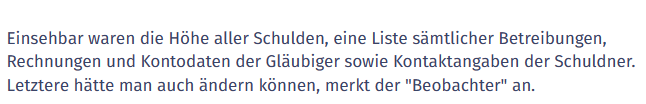 Einsehbar waren die Höhe aller Schulden, eine Liste sämtlicher Betreibungen,
Rechnungen und Kontodaten der Gläubiger sowie Kontaktangaben der Schuldner.
Letztere hätte man auch ändern können, merkt der "Beobachter" an.